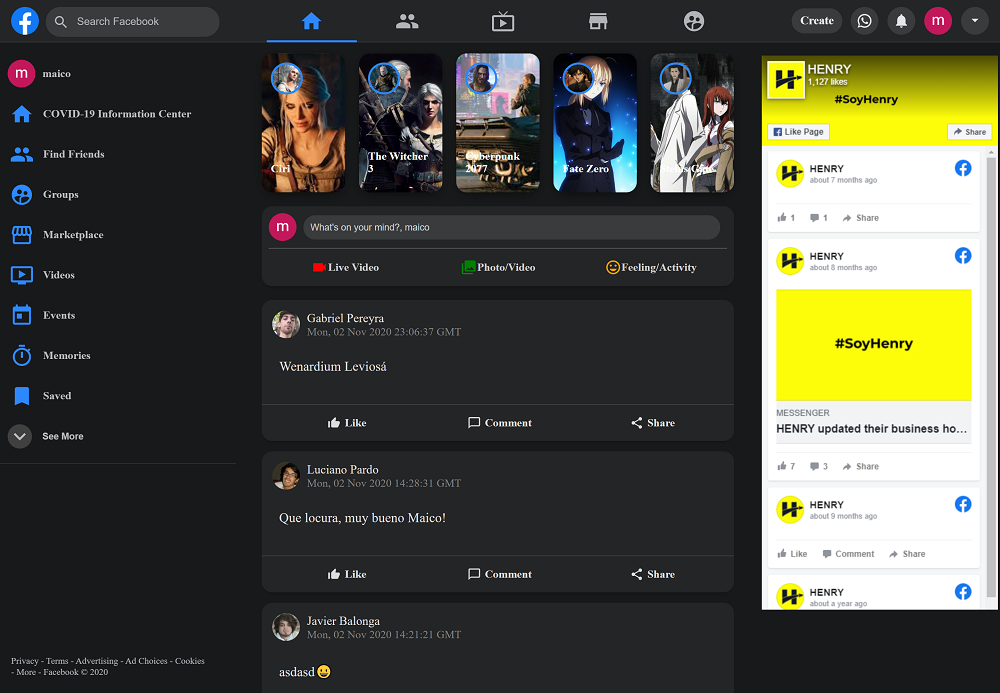 Search Facebook
Create
m
m
maico
COVID-19 Information Center
Find Friends
Groups
Marketplace
Videos
Events
Memories
Saved
See More
Privacy - Terms - Advertising - Ad Choices - Cookies
- More - Facebook © 2020
Ciri
The Witcher
3
Cyberpunk
2077
Fate Zero
m
What's on your mind?, maico
Live Video
Photo/Video
Feeling/Activity
Gabriel Pereyra
Mon, 02 Nov 2020 23:06:37 GMT
Wenardium Leviosá
Like
Comment
Share
Luciano Pardo
Mon, 02 Nov 2020 14:28:31 GMT
Que locura, muy bueno Maico!
Like
Comment
Share
Javier Balonga
Mon, 02 Nov 2020 14:21:21 GMT
asdasd😀
HENRY
1,127 likes
#SoyHenry
Like Page
Share
HENRY
about 7 months ago
1
1
Share
HENRY
about 8 months ago
#SoyHenry
MESSENGER
HENRY updated their business ho...
7
3
Share
HENRY
about 9 months ago
Like
Comment
Share
HENRY
about a year ago